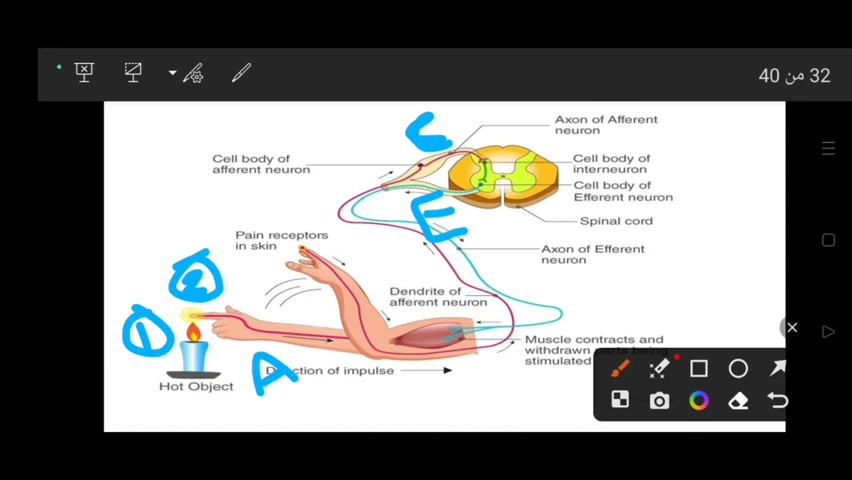 32 من 40
Axon of Afferent
neuron
C
Cell body of
afferent neuron
Cell body of
interneuron
Cell body of
Efferent neuron
E
Spinal cord
Pain receptors
in skin
Axon of Efferent
neuron
2
Dendrite of
afferent neuron
1
Muscle contracts and
withdrawn parts being
stimulated
A
Direction of impulse
Hot Object